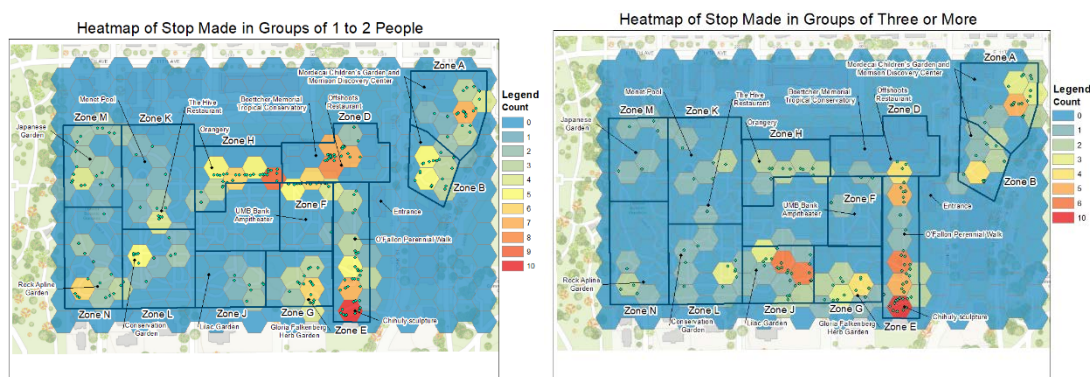 Heatmap of Stop Made in Groups of 1 to 2 People
Mordecai Children's Garden and
Morrison Discovery Center
Zone A
Monet Pool
The Hive
Restaurant
Boettcher Memorial
Tropical Conservatory
Offshoots
Restaurant
Zone D
Japanese
Garden
Zone M
Zone K
Orangery
Zone H
Zone B
UMB Bank
Ampitheater
Zone F
Entrance
O'Fallon Perennial Walk
Rock Alpine
Garden
Zone N
Zone L
Conservation
Garden
Lilac Garden
Zone J
Zone G
Gloria Falkenberg
Herb Garden
Zone E
Chihuly sculpture
Legend
Count
0
1
2
3
4
5
6
7
8
9
10
Heatmap of Stop Made in Groups of Three or More
AVE
Mordecai Children's Garden and
Morrison Discovery Center
Zone A
Monet Pool
The Hive
Restaurant
Boettcher Memorial
Tropical Conservatory
Offshoots
Restaurant
Zone D
Japanese
Garden
Zone M
Zone K
Orangery
Zone H
Zone B
UMB Bank
Ampitheater
Zone F
Entrance
O'Fallon Perennial Walk
Rock Alpine
Garden
Zone N
Zone L
Conservation
Garden
Lilac Garden
Zone J
Zone G
Gloria Falkenberg
Herb Garden
Zone E
Chihuly sculpture
Legend
Count
0
1
2
3
4
5
6
10